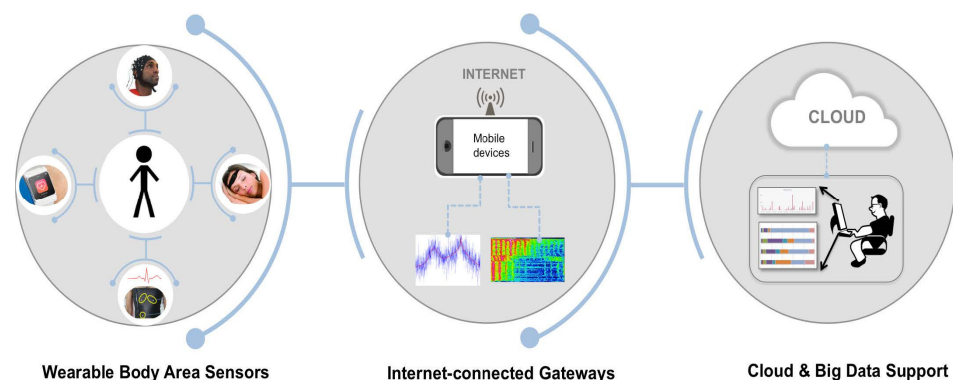 INTERNET
Mobile
devices
CLOUD
Wearable Body Area Sensors
Internet-connected Gateways
Cloud & Big Data Support